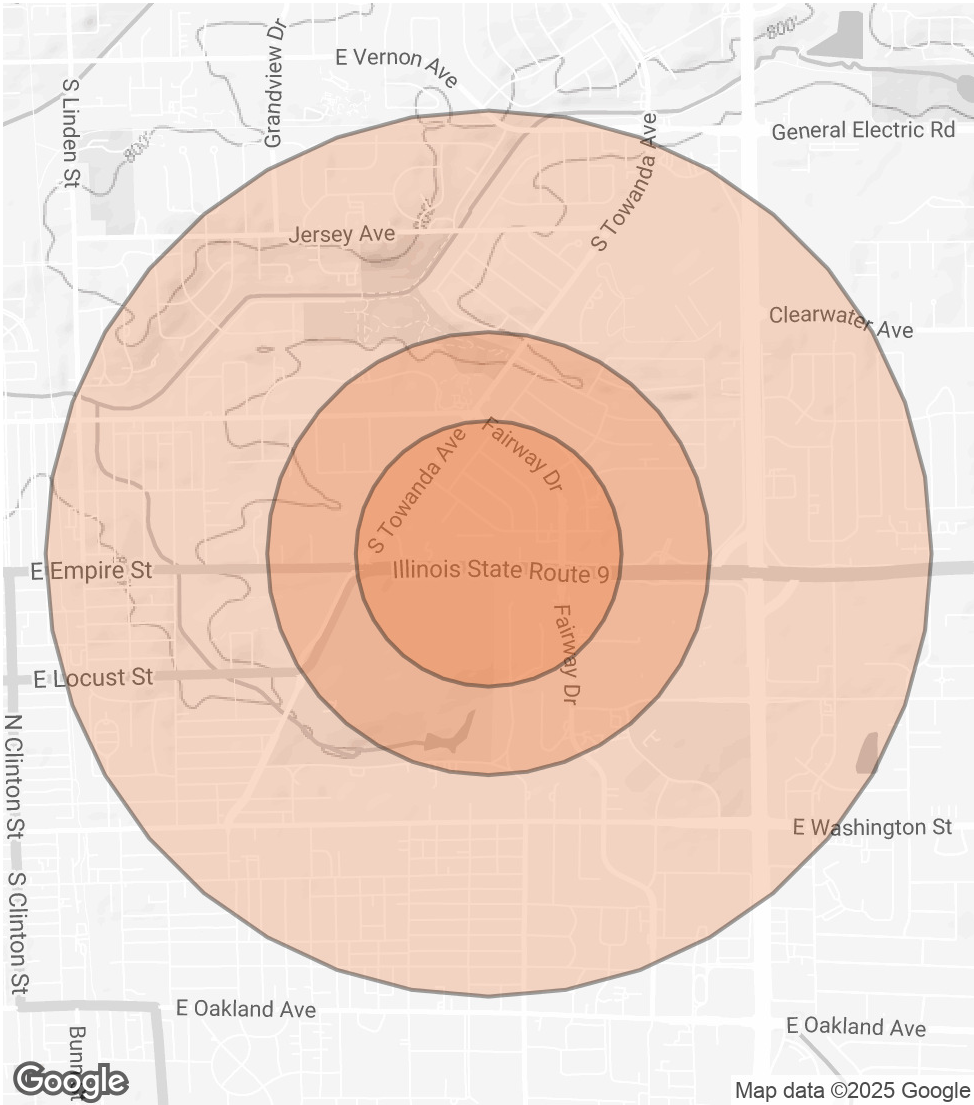 Grandview Dr
E Vernon Ave
800'
S Linden St
General Electric Rd
800'
S Towanda Ave
800'
Jersey Ave
Clearwater Ave
Fairway Dr
S Towanda Ave
E Empire St
Illinois State Route 9
Fairway Dr
E Locust St
N Clinton St
E Washington St
S Clinton St
E Oakland Ave
E Oakland Ave
Google
Map data ©2025 Google